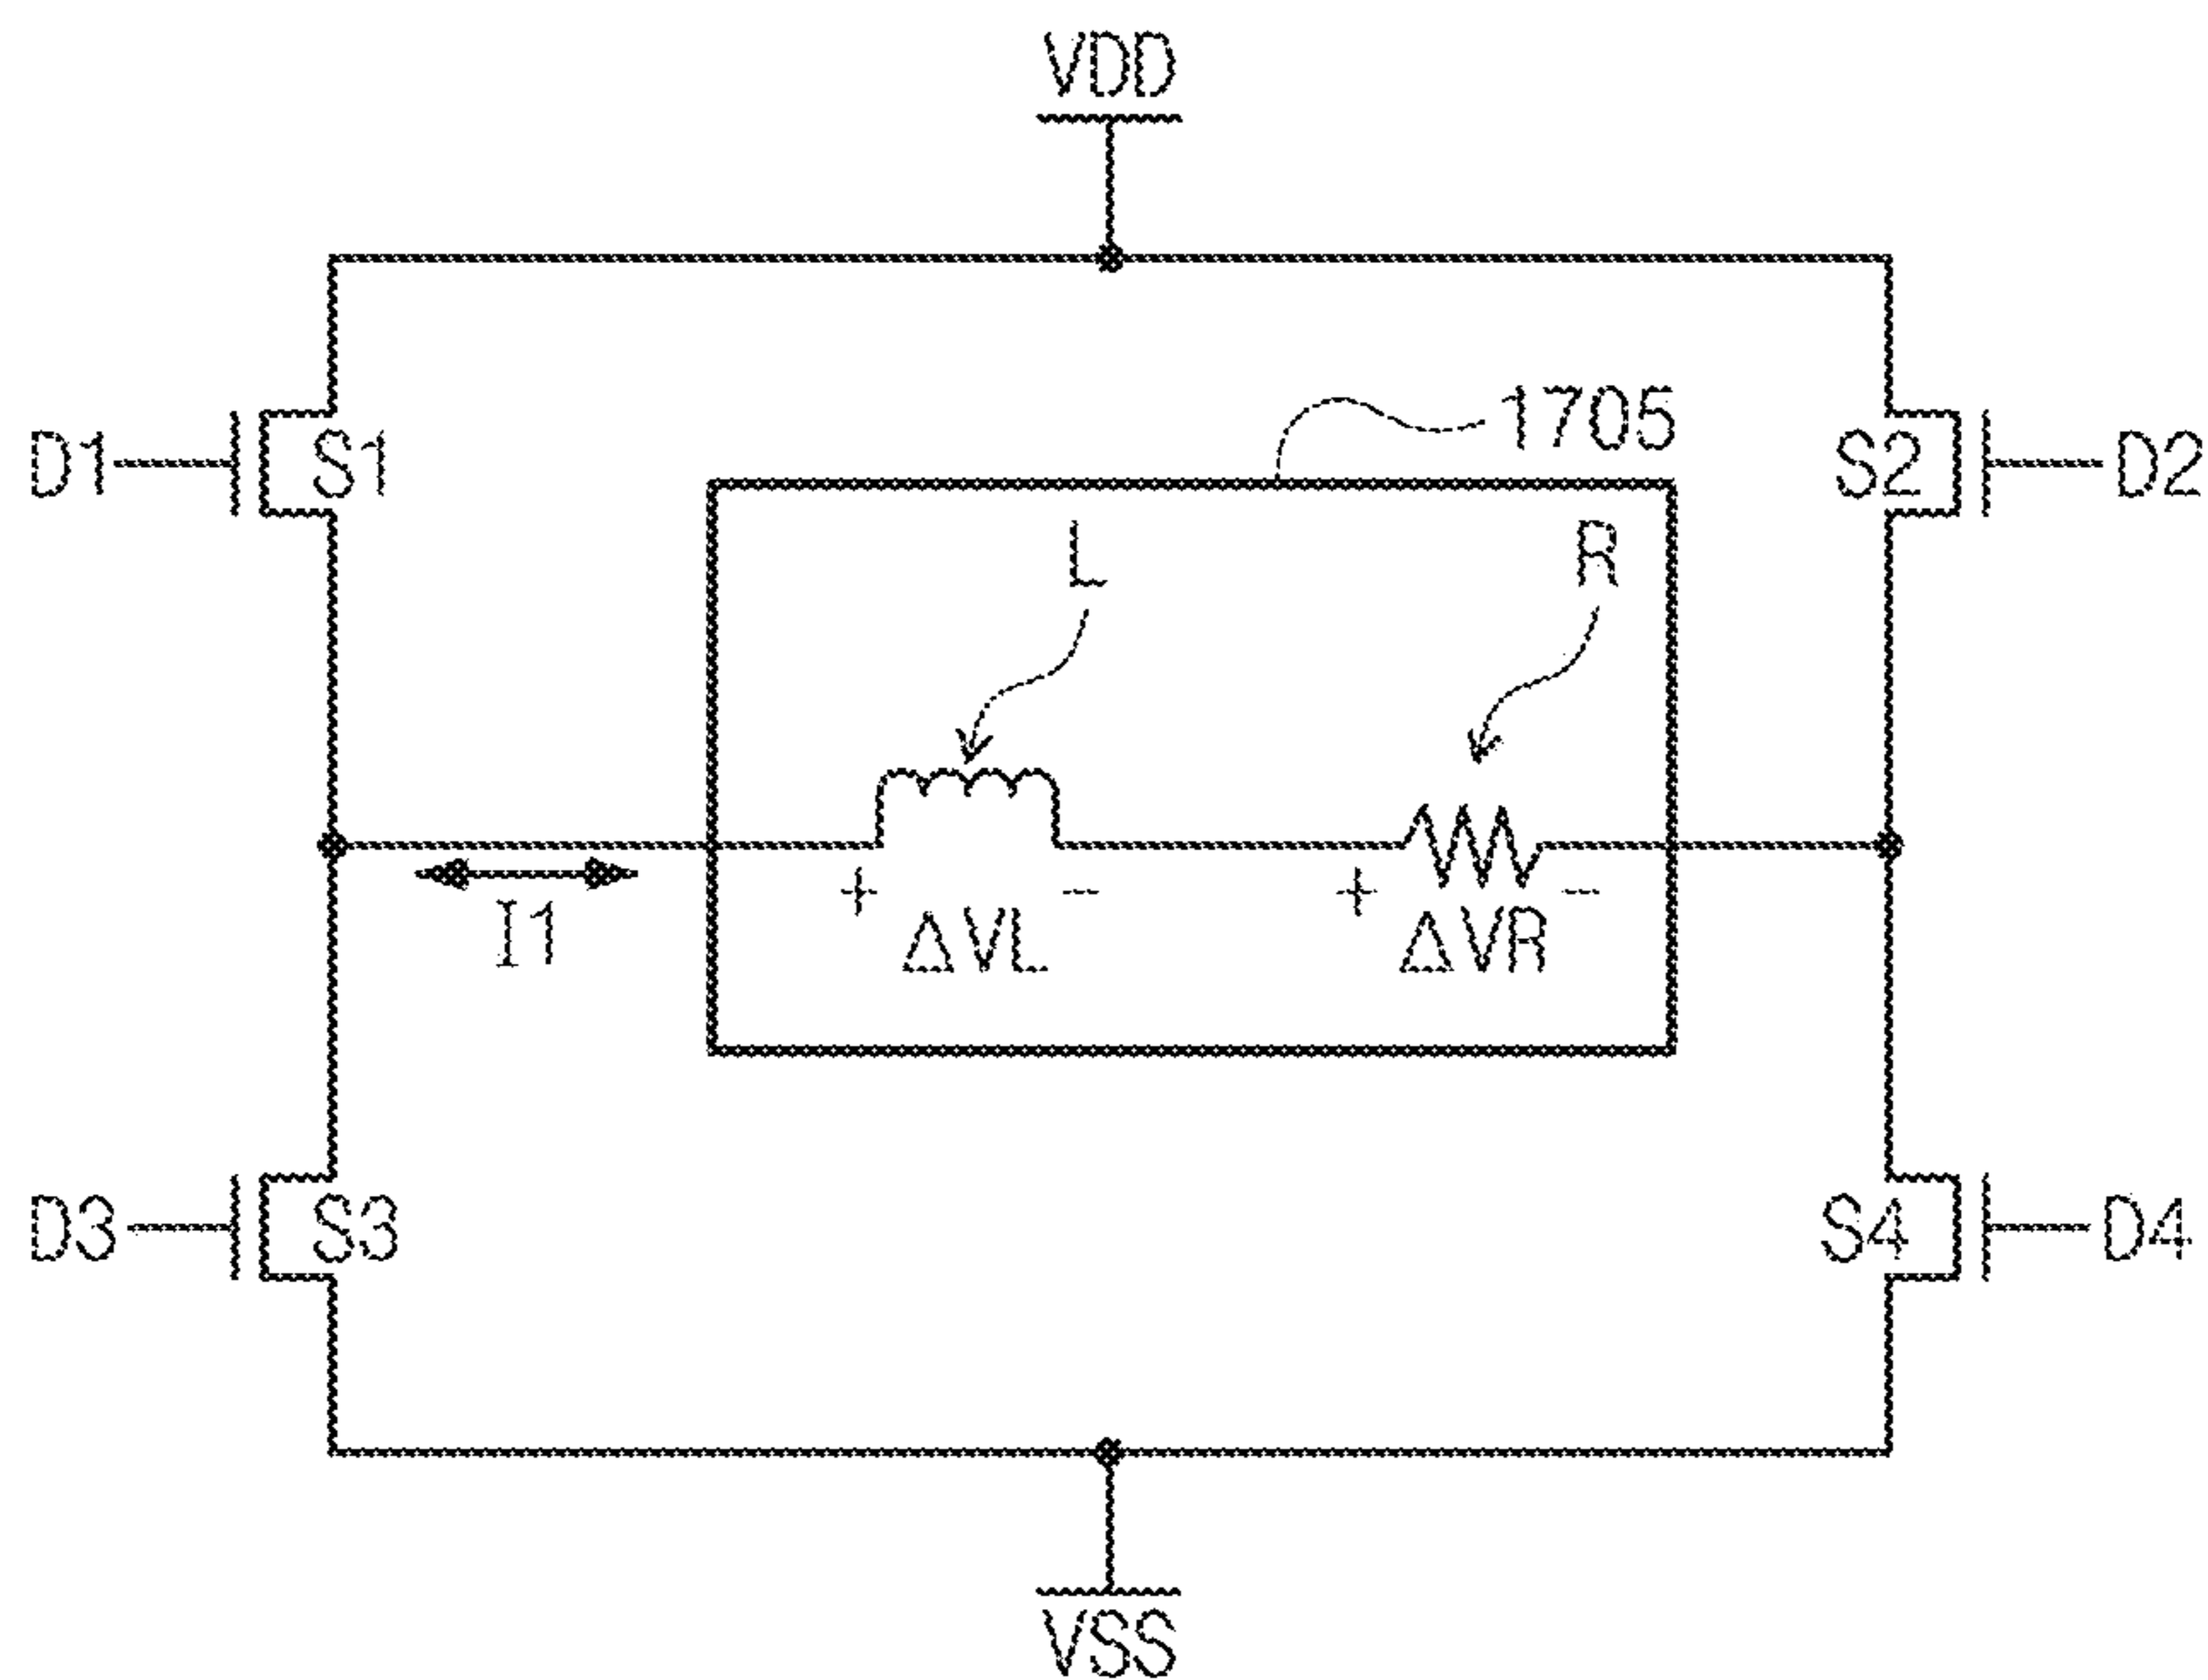 VDD
1705
D1
S1
S2
D2
L
R
+
-
+
-
I1
ΔVL
ΔVR
D3
S3
S4
D4
VSS